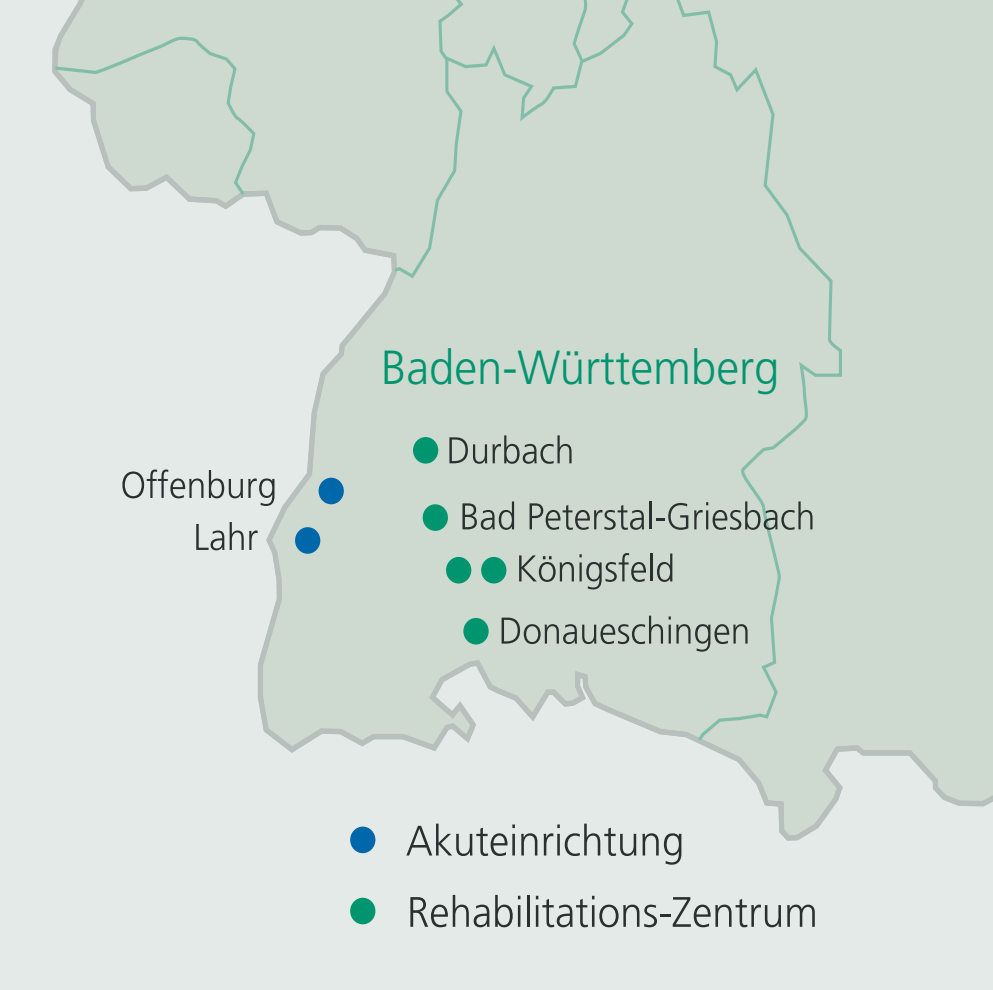 Baden-Württemberg
Durbach
Offenburg
Bad Peterstal-Griesbach
Lahr
Königsfeld
Donaueschingen
Akuteinrichtung
Rehabilitations-Zentrum